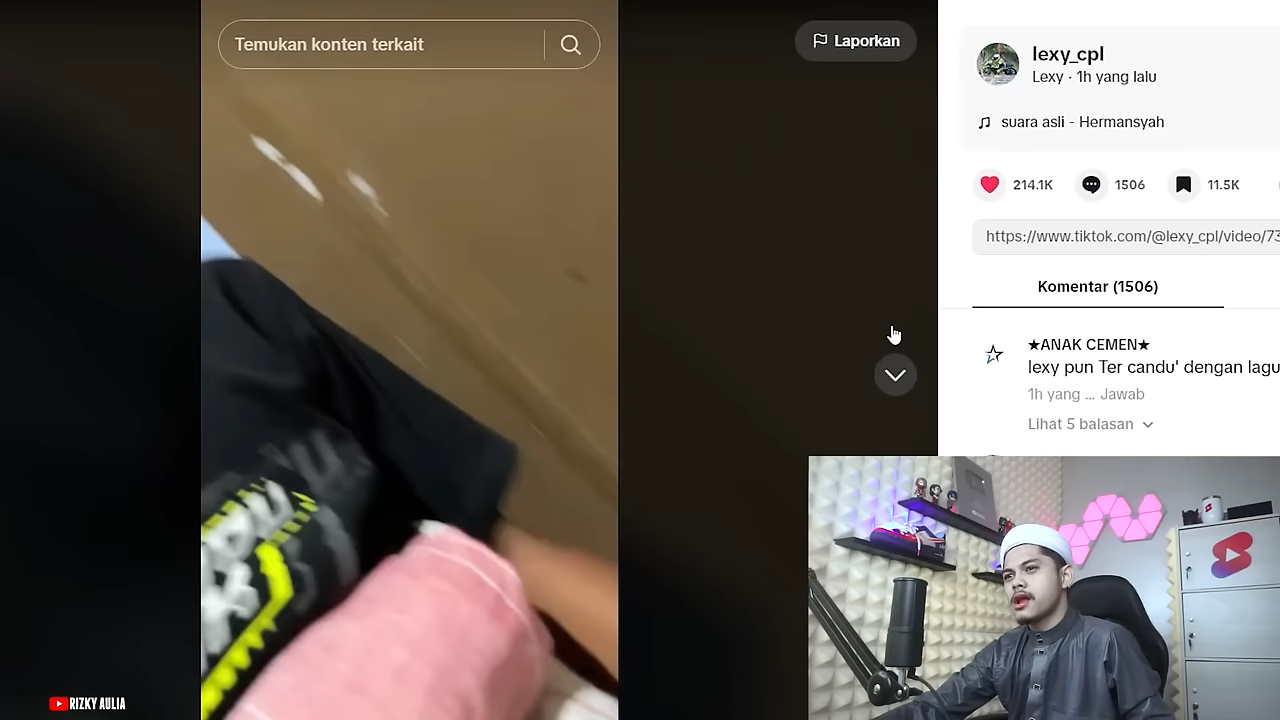 Temukan konten terkait
Laporkan
lexy_cpl
Lexy · 1h yang lalu
suara asli - Hermansyah
214.1K
1506
11.5K
https://www.tiktok.com/@lexy_cpl/video/73
Komentar (1506)
★ANAK CEMEN★
lexy pun Ter candu' dengan lagu
1h yang ... Jawab
Lihat 5 balasan
RIZKY AULIA